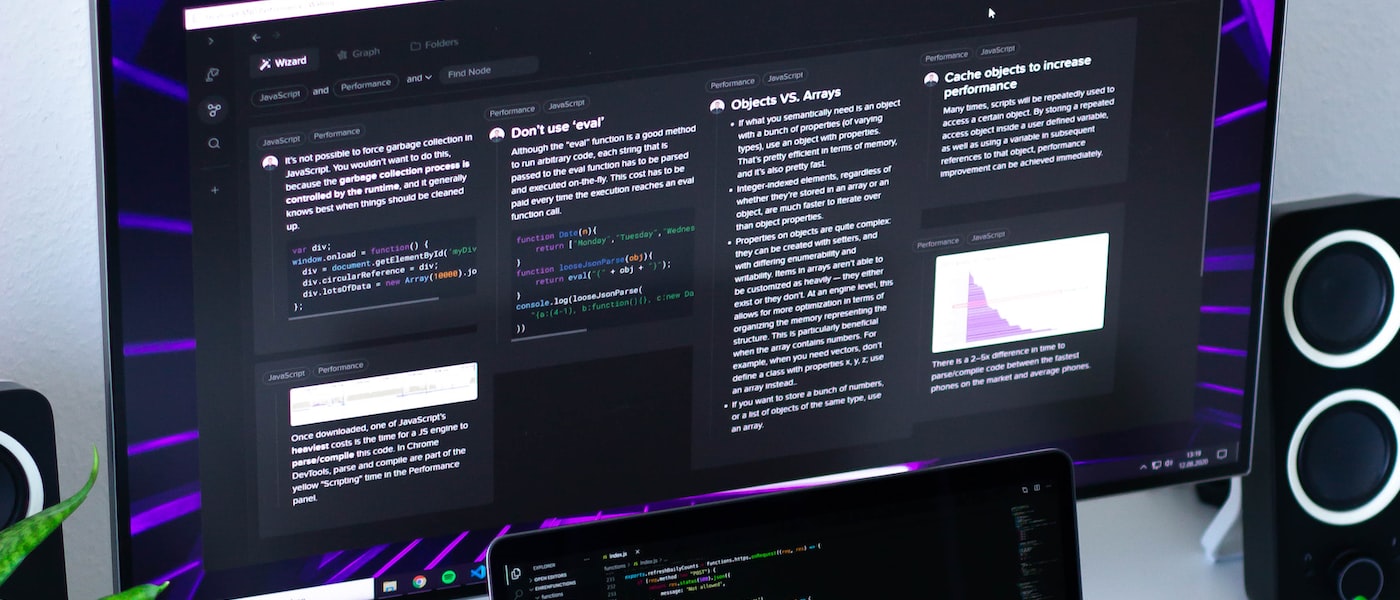 Wizard
Graph
Folders
JavaScript and Performance and
Find Node
JavaScript Performance
It's not possible to force garbage collection in
JavaScript. You wouldn't want to do this,
because the garbage collection process is
controlled by the runtime, and it generally
knows best when things should be cleaned
up.
var div;
window.onload = function() {
div = document.getElementById('myDiv
div.circularReference = div;
div.lotsOfData = new Array(10000).jo
};
JavaScript Performance
Once downloaded, one of JavaScript's
heaviest costs is the time for a JS engine to
parse/compile this code. In Chrome
DevTools, parse and compile are part of the
yellow "Scripting" time in the Performance
panel.
Performance JavaScript
Don't use 'eval'
Although the "eval" function is a good method
to run arbitrary code, each string that is
passed to the eval function has to be parsed
and executed on-the-fly. This cost has to be
paid every time the execution reaches an eval
function call.
function Date(n){
return ["Monday","Tuesday","Wednes
}
function looseJsonParse(obj){
return eval("(" + obj + ")");
}
console.log(looseJsonParse(
"{a:(4-1), b:function(){}, c:new Da
))
Performance JavaScript
Objects VS. Arrays
• If what you semantically need is an object
with a bunch of properties (of varying
types), use an object with properties.
That's pretty efficient in terms of memory,
and it's also pretty fast.
• Integer-indexed elements, regardless of
whether they're stored in an array or an
object, are much faster to iterate over
than object properties.
• Properties on objects are quite complex:
they can be created with setters, and
with differing enumerability and
writability. Items in arrays aren't able to
be customized as heavily — they either
exist or they don't. At an engine level, this
allows for more optimization in terms of
organizing the memory representing the
structure. This is particularly beneficial
when the array contains numbers. For
example, when you need vectors, don't
define a class with properties x, y, z; use
an array instead..
• If you want to store a bunch of numbers,
or a list of objects of the same type, use
an array.
Performance JavaScript
Cache objects to increase
performance
Many times, scripts will be repeatedly used to
access a certain object. By storing a repeated
access object inside a user defined variable,
as well as using a variable in subsequent
references to that object, performance
improvement can be achieved immediately.
Performance JavaScript
There is a 2–5x difference in time to
parse/compile code between the fastest
phones on the market and average phones.
13:19
12.08.2020
EXPLORER
OPEN EDITORS
functions
index.js
functions > index.js > ...
231 exports.refreshDailyCounts = functions.https.onRequest((req, res) => {
232 if (req.method !== "POST") {
message: "Not allowed",